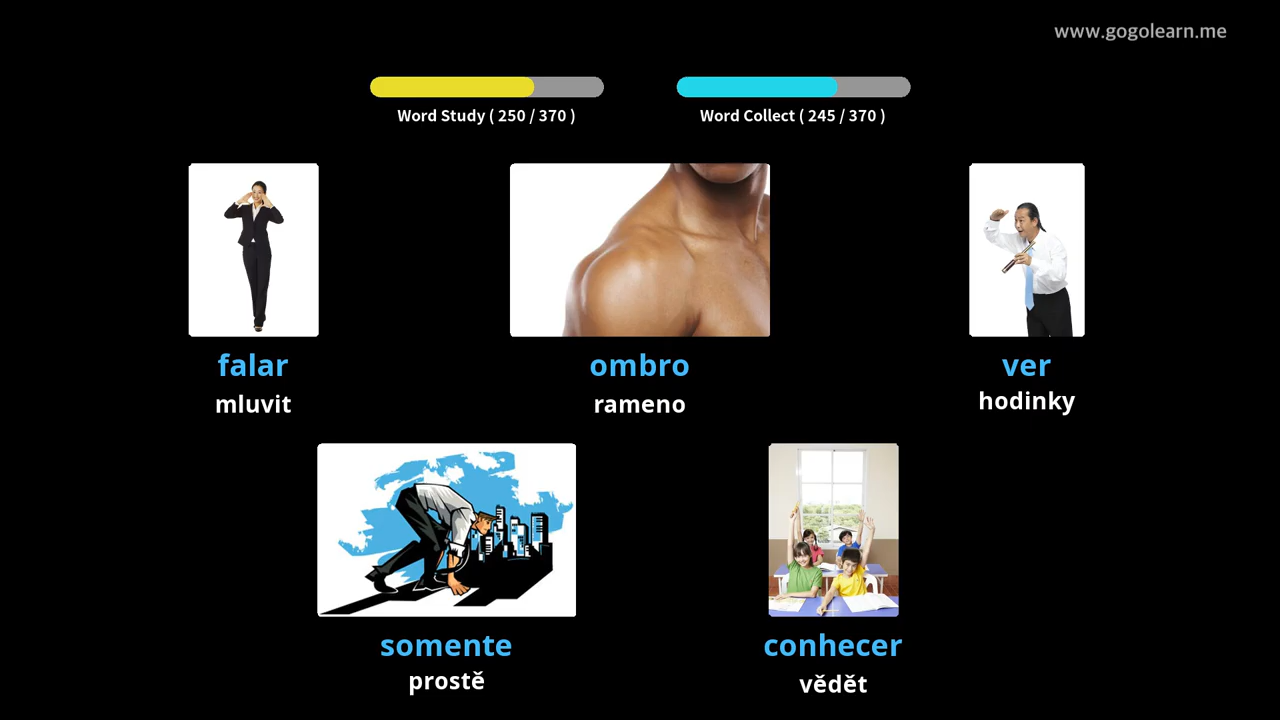 www.gogolearn.me
Word Study ( 250 / 370 )
Word Collect ( 245 / 370 )
falar
mluvit
ombro
rameno
ver
hodinky
somente
prostě
conhecer
vědět